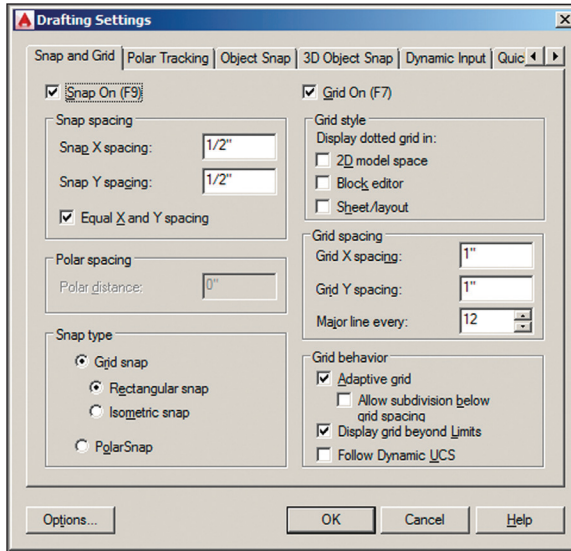 Drafting Settings
Snap and Grid Polar Tracking Object Snap 3D Object Snap Dynamic Input Quic
Snap On (F9)
Snap spacing
Snap X spacing: 1/2"
Snap Y spacing: 1/2"
Equal X and Y spacing
Polar spacing
Polar distance: 0"
Snap type
Grid snap
Rectangular snap
Isometric snap
PolarSnap
Grid On (F7)
Grid style
Display dotted grid in:
2D model space
Block editor
Sheet/layout
Grid spacing
Grid X spacing: 1"
Grid Y spacing: 1"
Major line every: 12
Grid behavior
Adaptive grid
Allow subdivision below
grid spacing
Display grid beyond Limits
Follow Dynamic UCS
Options... OK Cancel Help